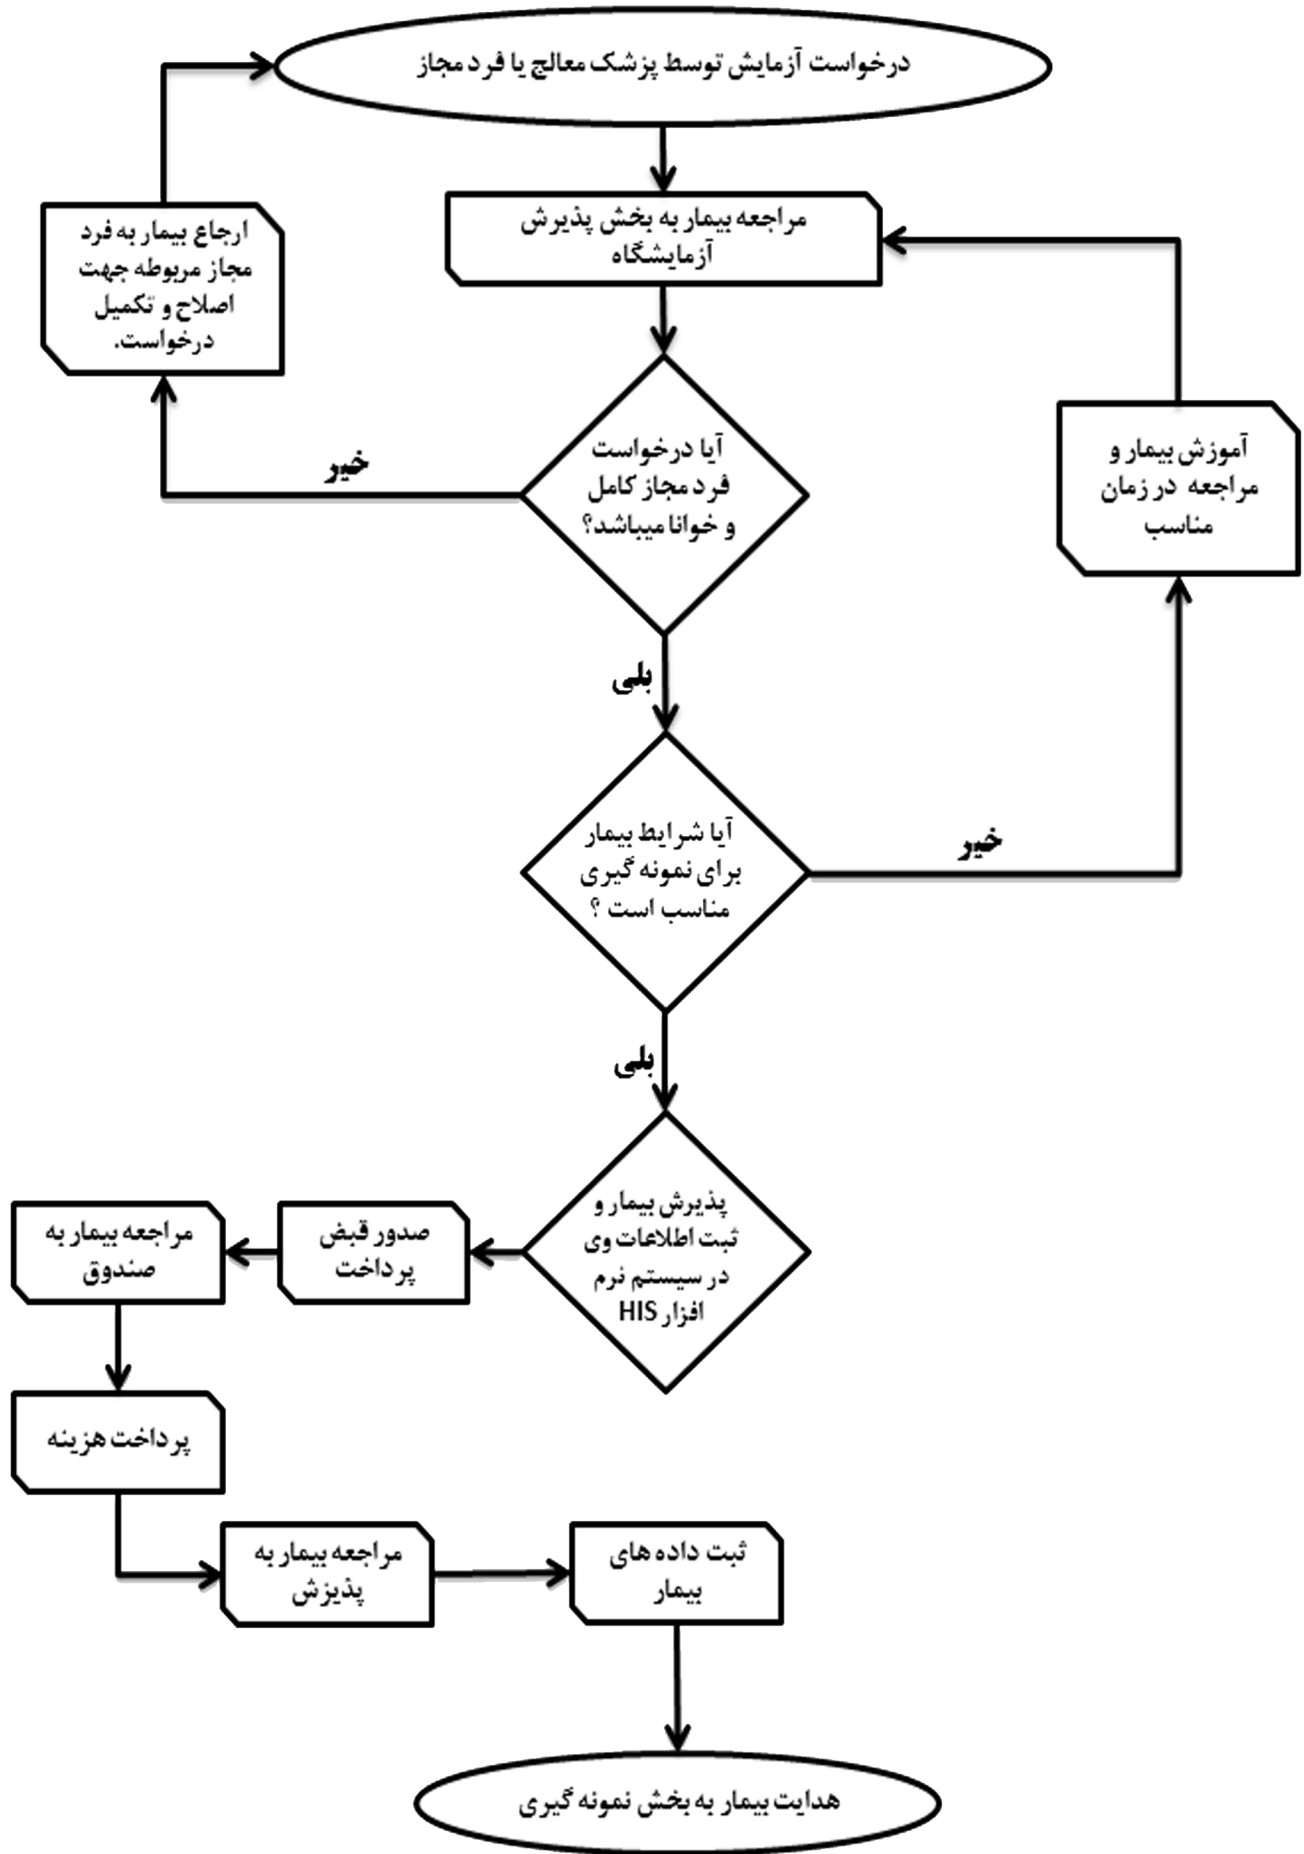 درخواست آزمایش توسط پزشک معالج یا فرد مجاز
مراجعه بیمار به بخش پذیرش
آزمایشگاه
ارجاع بیمار به فرد
مجاز مربوطه جهت
اصلاح و تکمیل
درخواست.
آیا درخواست
فرد مجاز کامل
و خوانا میباشد؟
خیر
آموزش بیمار و
مراجعه در زمان
مناسب
بلی
آیا شرایط بیمار
برای نمونه گیری
مناسب است ؟
خیر
بلی
پذیرش بیمار و
ثبت اطلاعات وی
در سیستم نرم
افزار HIS
صدور قبض
پرداخت
مراجعه بیمار به
صندوق
پرداخت هزینه
مراجعه بیمار به
پذیزش
ثبت داده های
بیمار
هدایت بیمار به بخش نمونه گیری